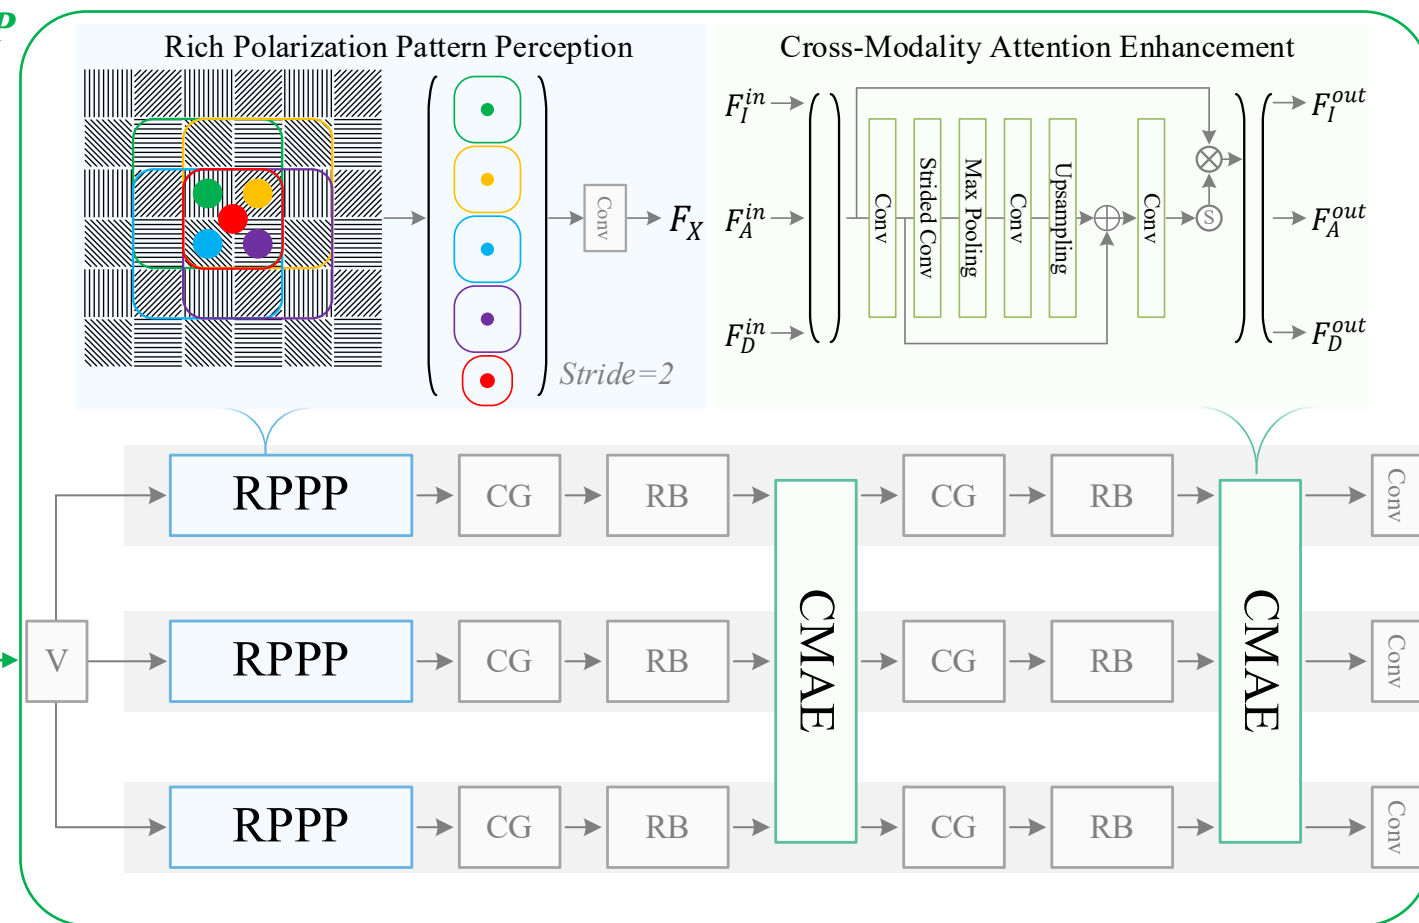 P
Rich Polarization Pattern Perception
Cross-Modality Attention Enhancement
Conv
F_X
Stride=2
F_I^{in}
F_A^{in}
F_D^{in}
Conv
Strided Conv
Max Pooling
Conv
Upsampling
Conv
S
F_I^{out}
F_A^{out}
F_D^{out}
RPPP
CG
RB
CG
RB
Conv
V
RPPP
CG
RB
CMAE
CG
RB
CMAE
Conv
RPPP
CG
RB
CG
RB
Conv